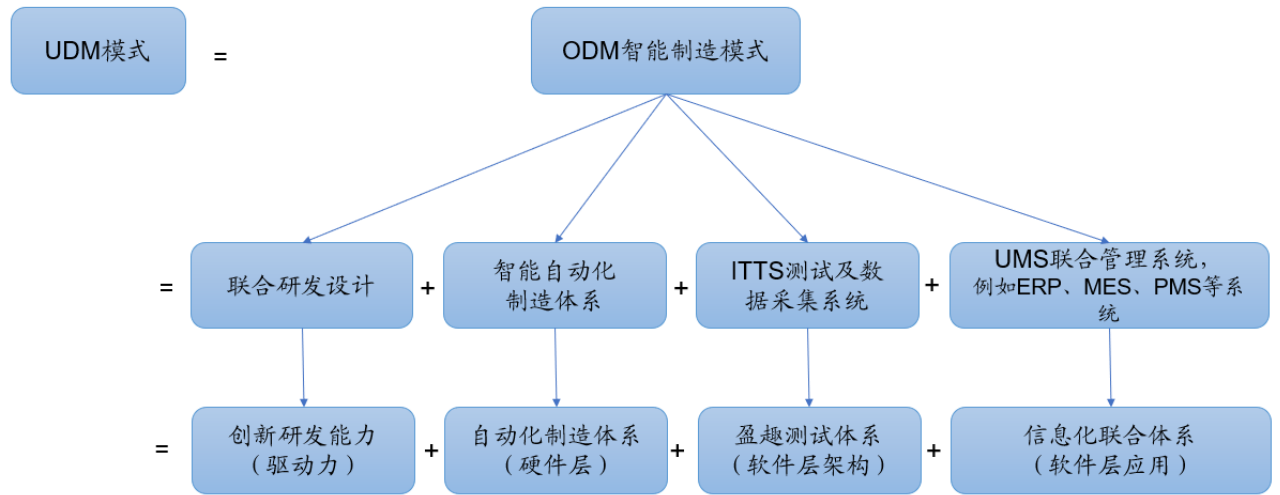 UDM模式
=
ODM智能制造模式
=
联合研发设计
+
智能自动化
制造体系
+
ITTS测试及数
据采集系统
+
UMS联合管理系统，
例如ERP、MES、PMS等系
统
=
创新研发能力
（驱动力）
+
自动化制造体系
（硬件层）
+
盈趣测试体系
（软件层架构）
+
信息化联合体系
（软件层应用）